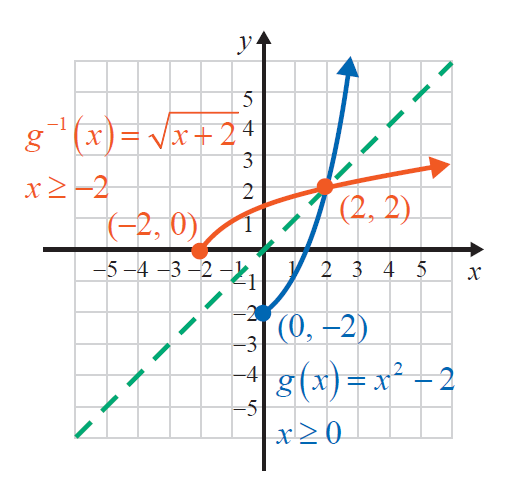 y
5
g⁻¹(x) = √(x + 2) 4
3
x ≥ −2 2
(−2, 0) (2, 2)
1
−5 −4 −3 −2 −1 1 2 3 4 5 x
−1
−2 (0, −2)
−3
−4 g(x) = x² − 2
−5
x ≥ 0